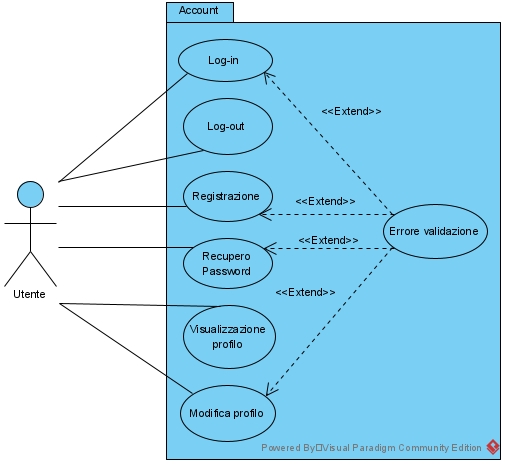 Account
Log-in
<<Extend>>
Log-out
Registrazione
<<Extend>>
Errore validazione
<<Extend>>
Recupero
Password
Utente
<<Extend>>
Visualizzazione
profilo
Modifica profilo
Powered By Visual Paradigm Community Edition